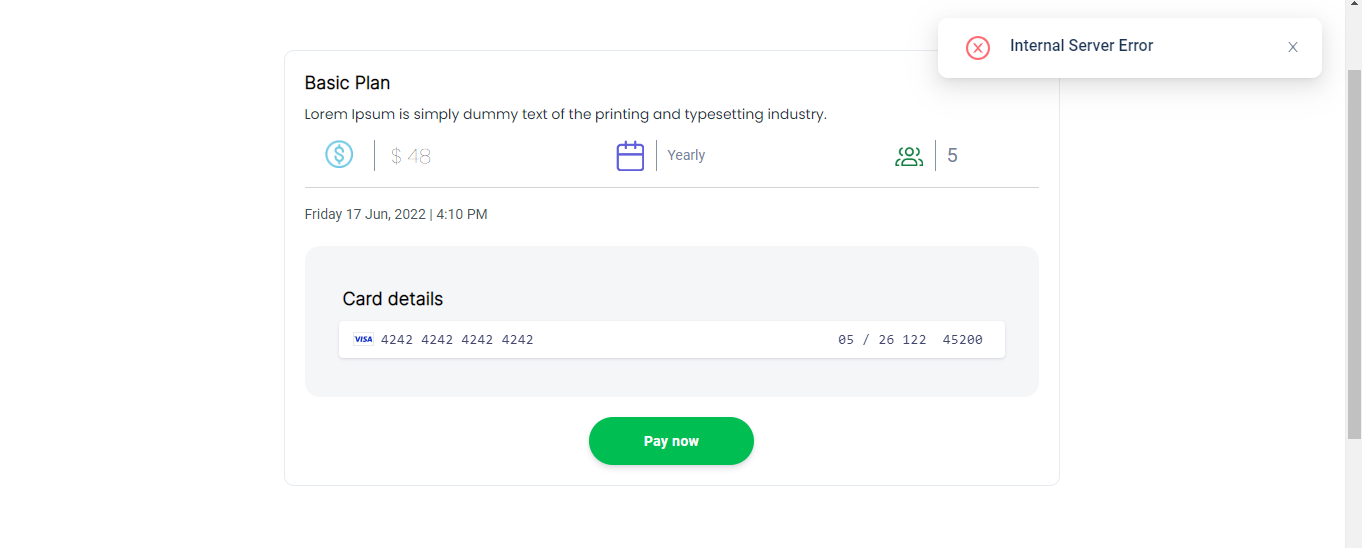 Internal Server Error
Basic Plan
Lorem Ipsum is simply dummy text of the printing and typesetting industry.
$ 48 Yearly 5
Friday 17 Jun, 2022 | 4:10 PM
Card details
VISA 4242 4242 4242 4242 05 / 26 122 45200
Pay now